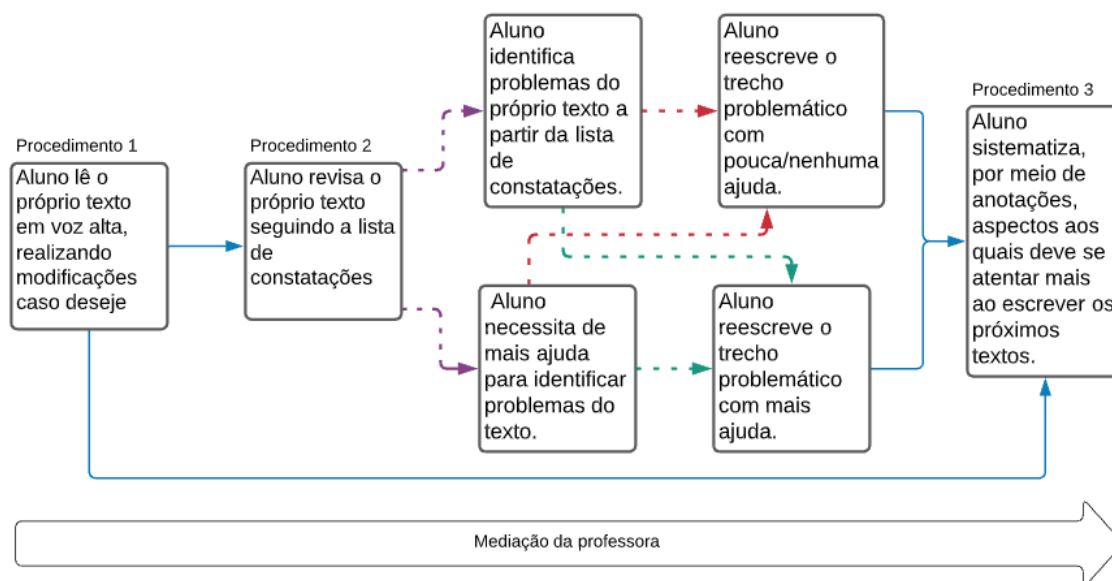 Procedimento 1
Aluno lê o
próprio texto
em voz alta,
realizando
modificações
caso deseje
Procedimento 2
Aluno revisa o
próprio texto
seguindo a lista
de
constatações
Aluno
identifica
problemas do
próprio texto a
partir da lista
de
constatações.
Aluno
necessita de
mais ajuda
para identificar
problemas do
texto.
Aluno
reescreve o
trecho
problemático
com
pouca/nenhuma
ajuda.
Aluno
reescreve o
trecho
problemático
com mais
ajuda.
Procedimento 3
Aluno
sistematiza,
por meio de
anotações,
aspectos aos
quais deve se
atentar mais
ao escrever os
próximos
textos.
Mediação da professora